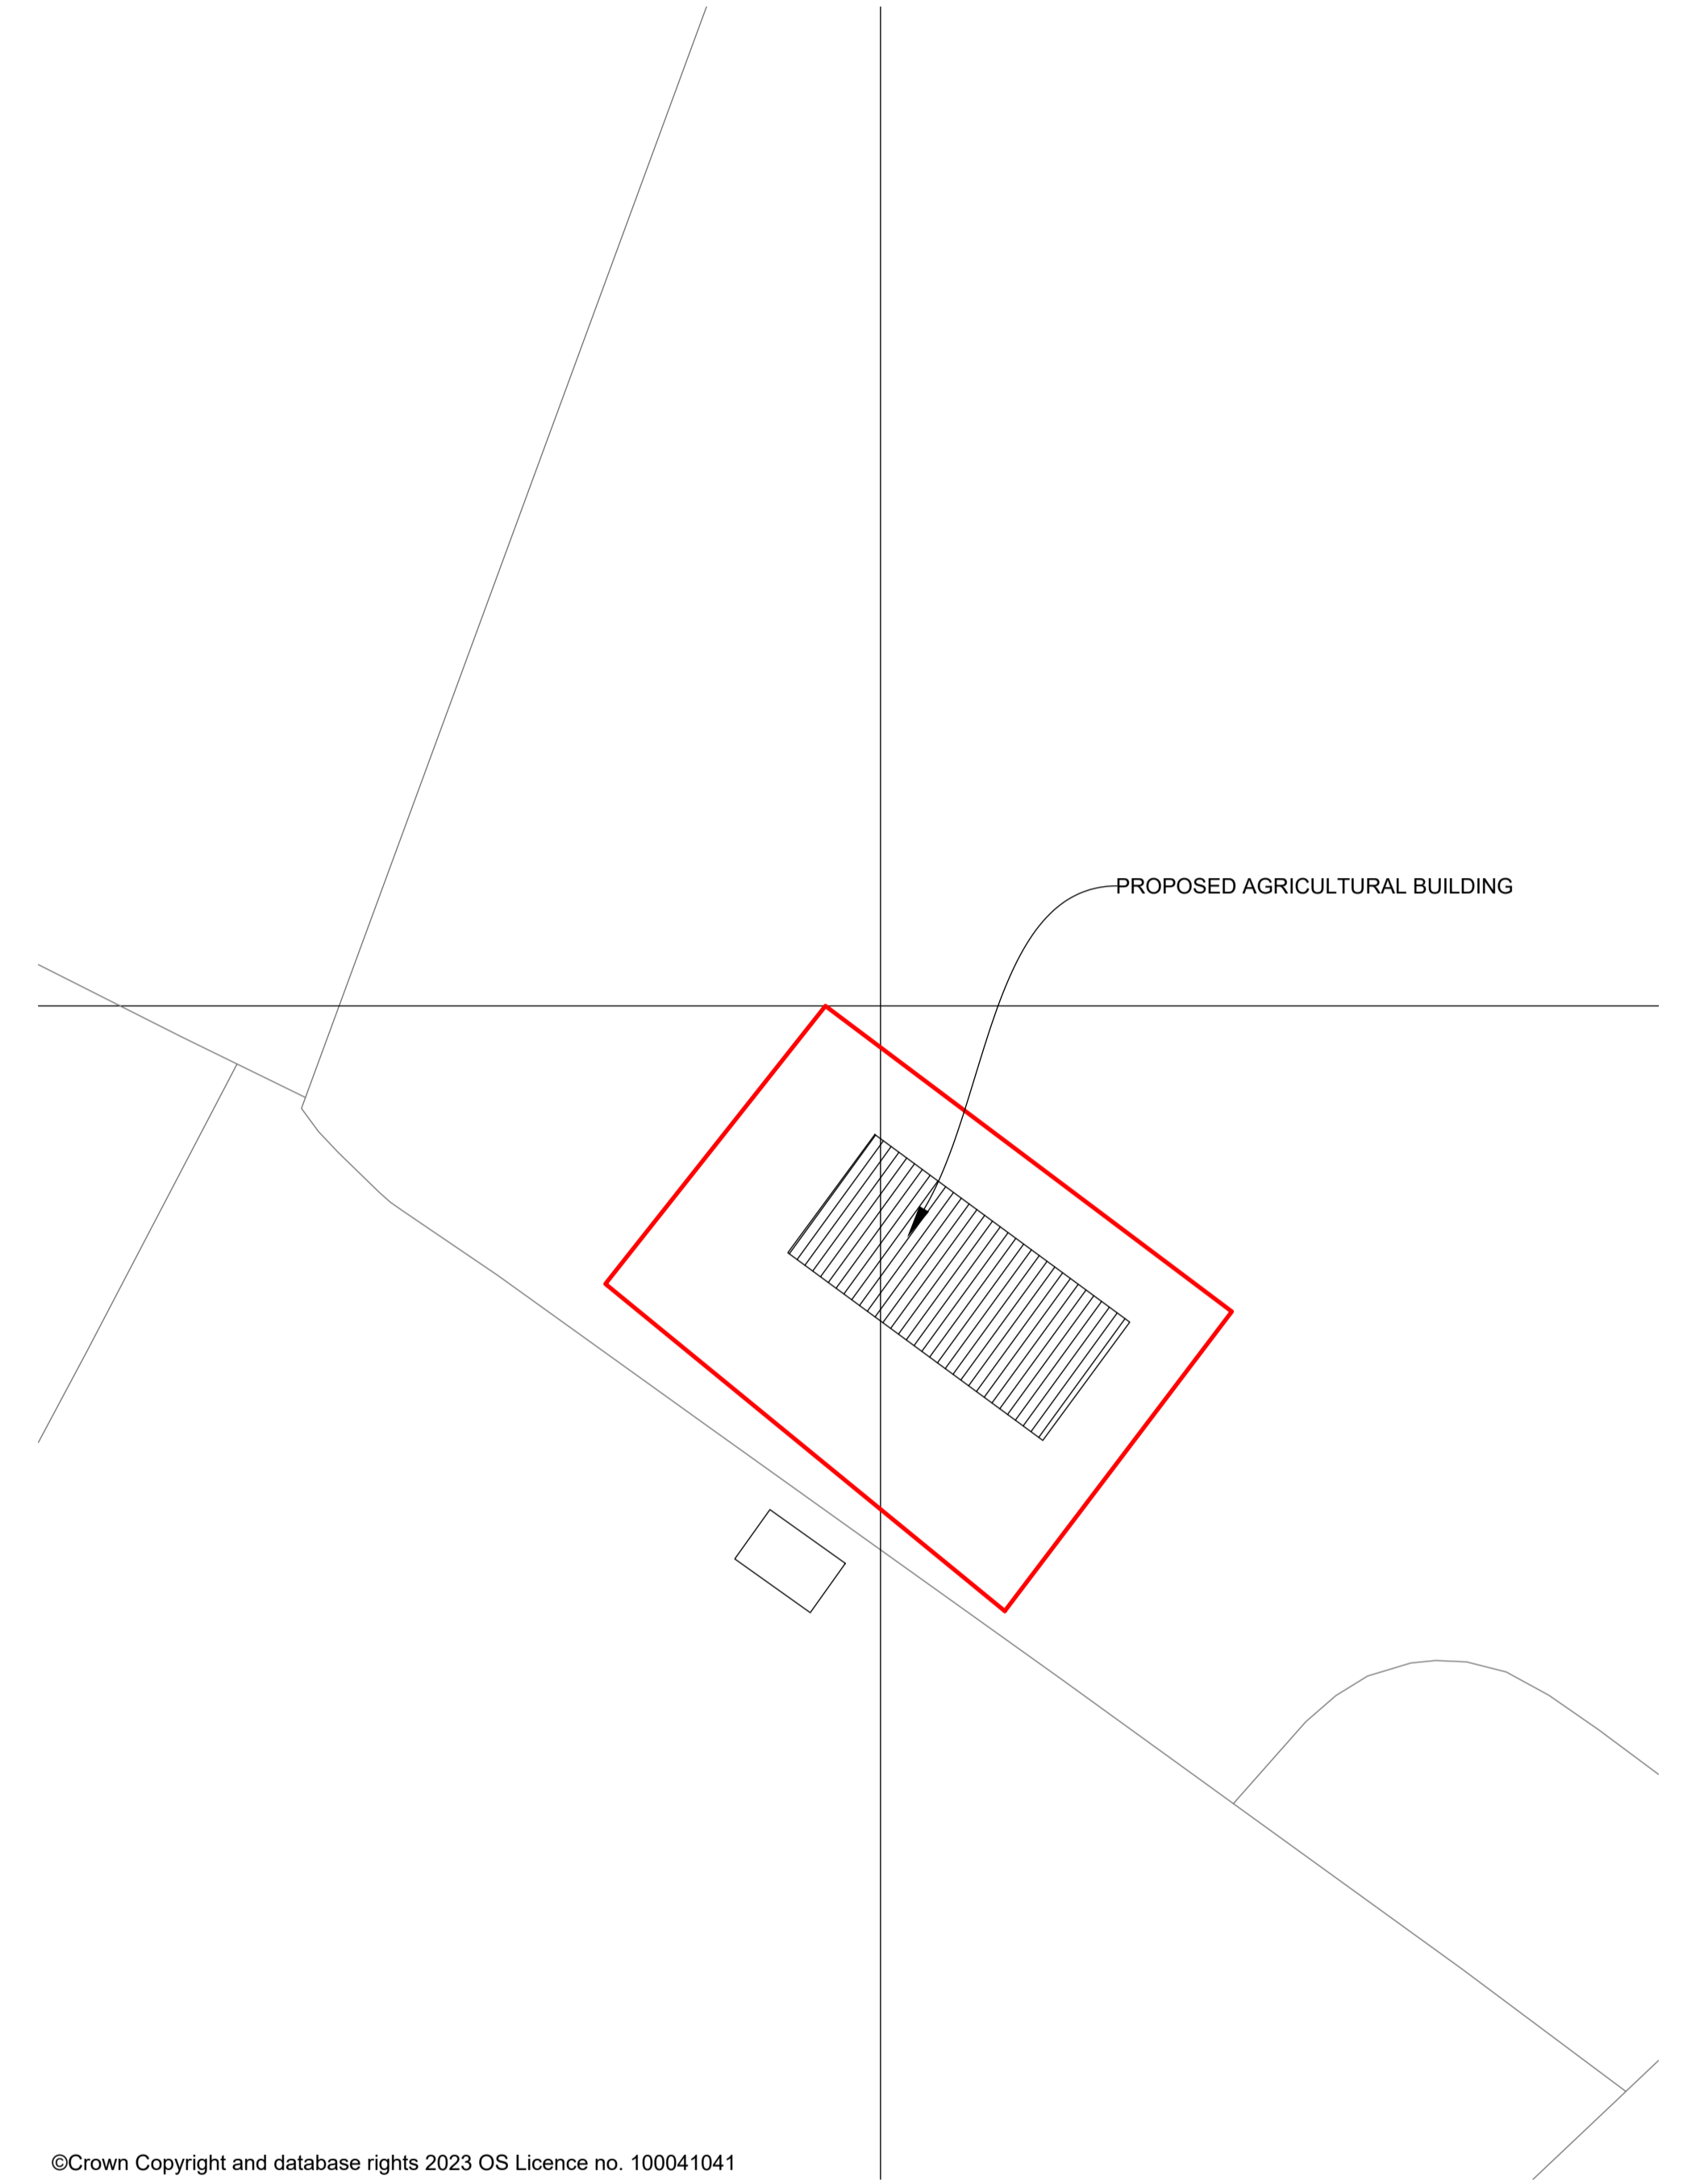 PROPOSED AGRICULTURAL BUILDING
©Crown Copyright and database rights 2023 OS Licence no. 100041041